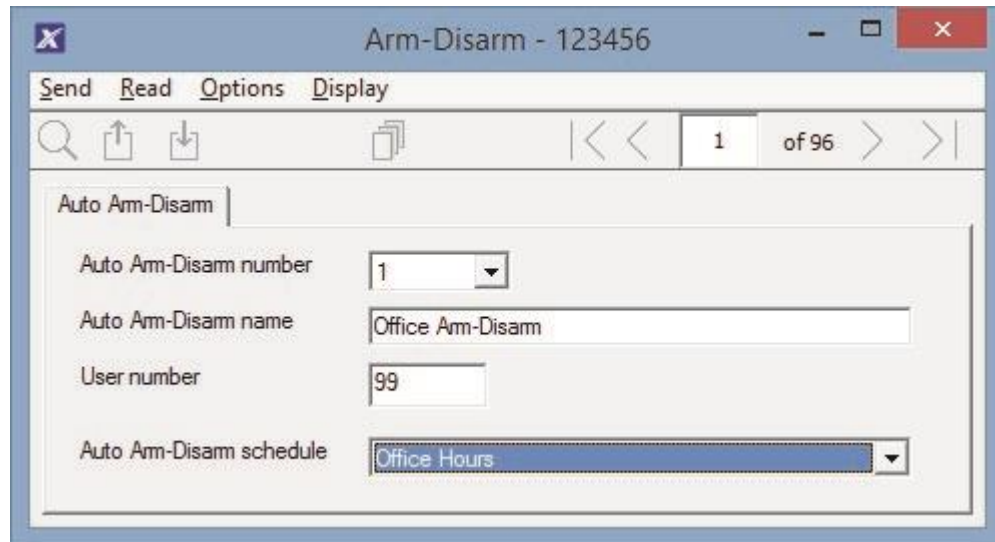 Arm-Disarm - 123456
Send Read Options Display
1 of 96
Auto Arm-Disarm
Auto Arm-Disarm number 1
Auto Arm-Disarm name Office Arm-Disarm
User number 99
Auto Arm-Disarm schedule Office Hours